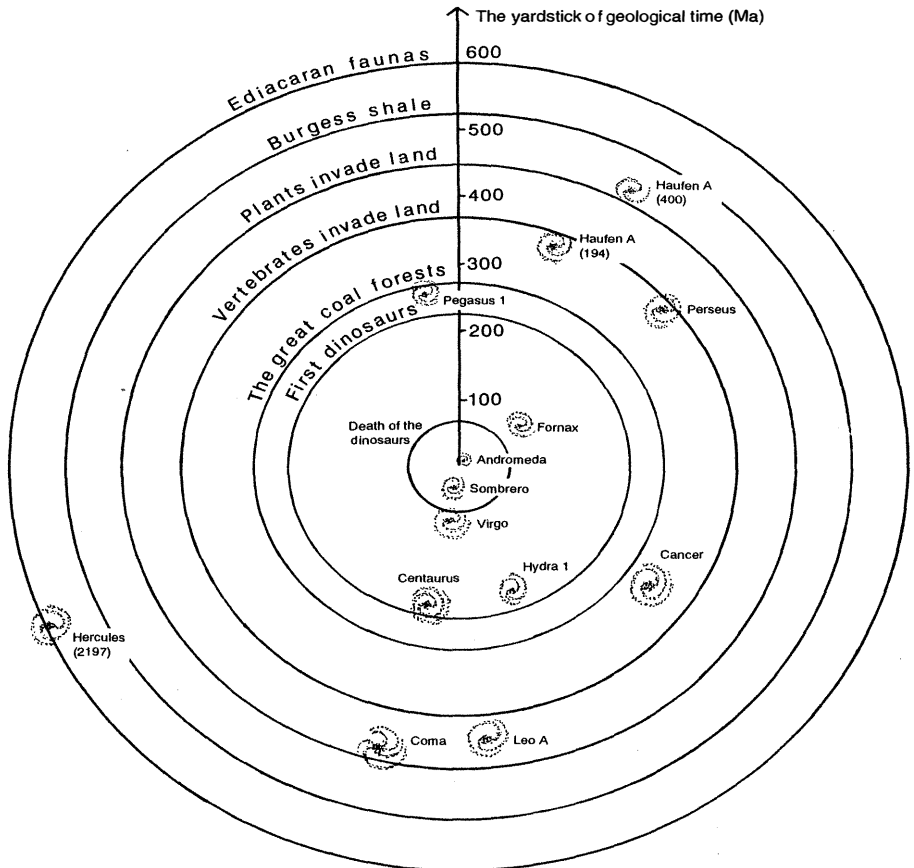 The yardstick of geological time (Ma)
600
Ediacaran faunas
Burgess shale
500
Plants invade land
Haufen A
(400)
400
Vertebrates invade land
Haufen A
(194)
300
The great coal forests
Pegasus 1
Perseus
First dinosaurs
200
100
Death of the
dinosaurs
Fornax
Andromeda
Sombrero
Virgo
Cancer
Hydra 1
Centaurus
Hercules
(2197)
Coma
Leo A